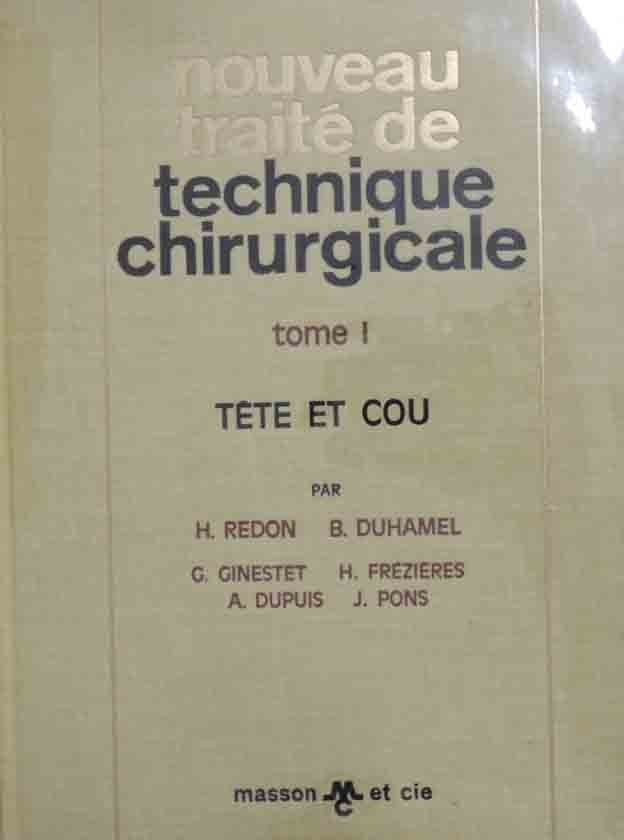 nouveau
traité de
technique
chirurgicale
tome I
TÊTE ET COU
PAR
H. REDON B. DUHAMEL
G. GINESTET H. FRÉZIÈRES
A. DUPUIS J. PONS
masson MC et cie